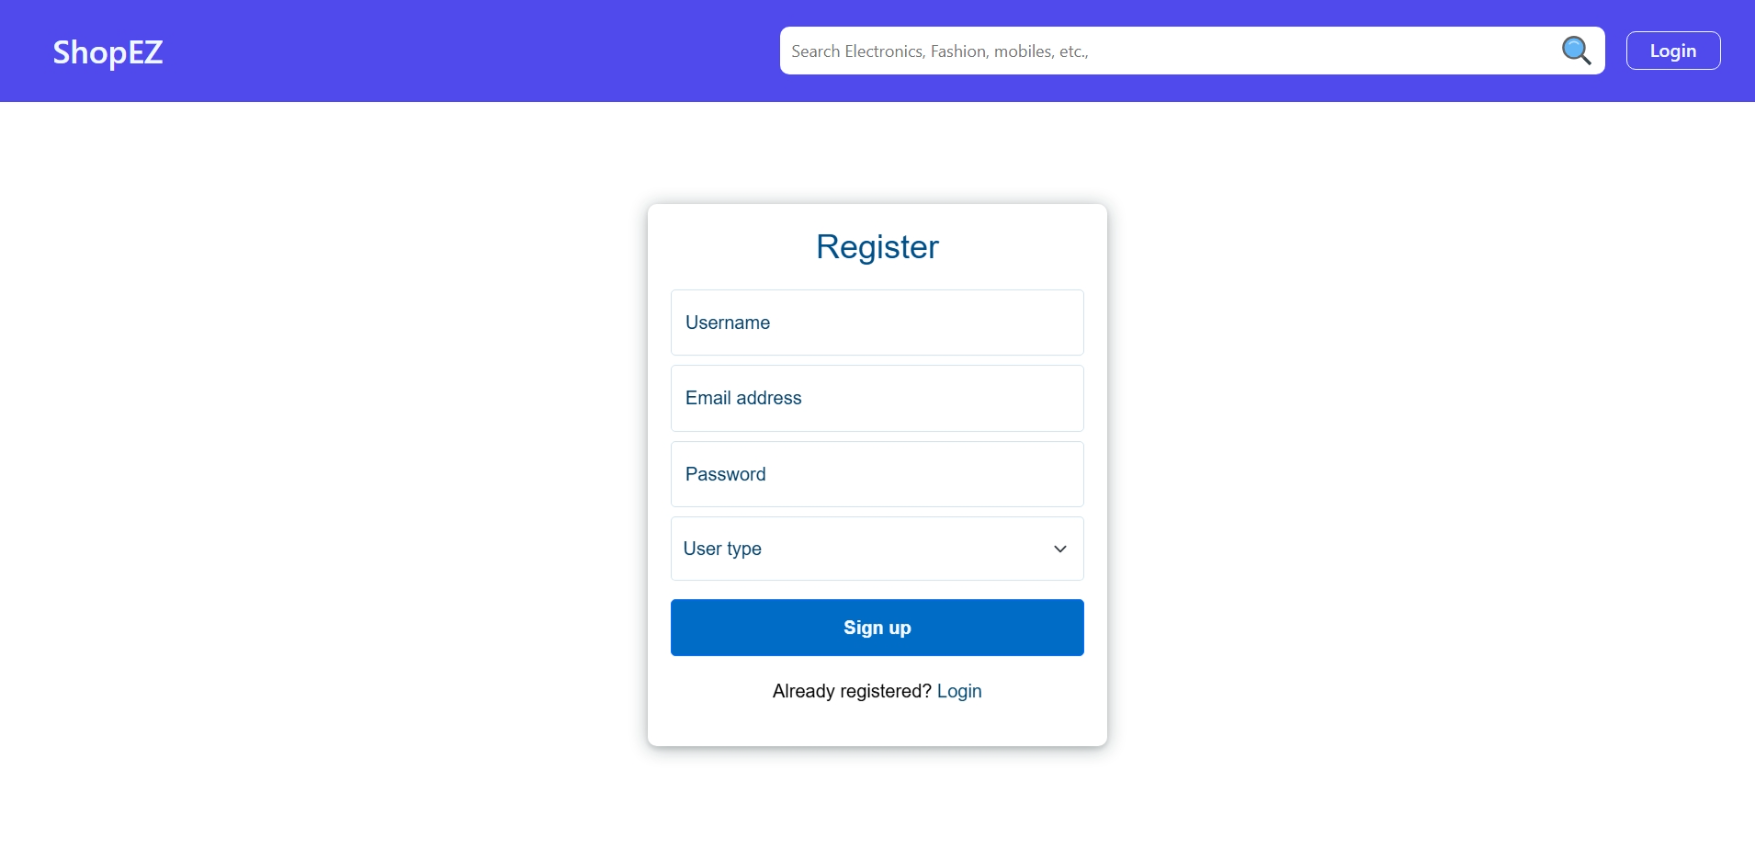 ShopEZ
Search Electronics, Fashion, mobiles, etc.,
Login
Register
Username
Email address
Password
User type
Sign up
Already registered? Login